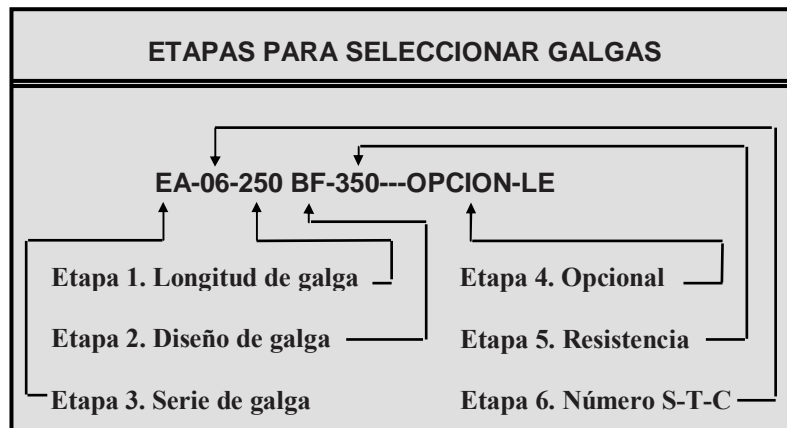 ETAPAS PARA SELECCIONAR GALGAS
EA-06-250 BF-350---OPCION-LE
Etapa 1. Longitud de galga
Etapa 4. Opcional
Etapa 2. Diseño de galga
Etapa 5. Resistencia
Etapa 3. Serie de galga
Etapa 6. Número S-T-C